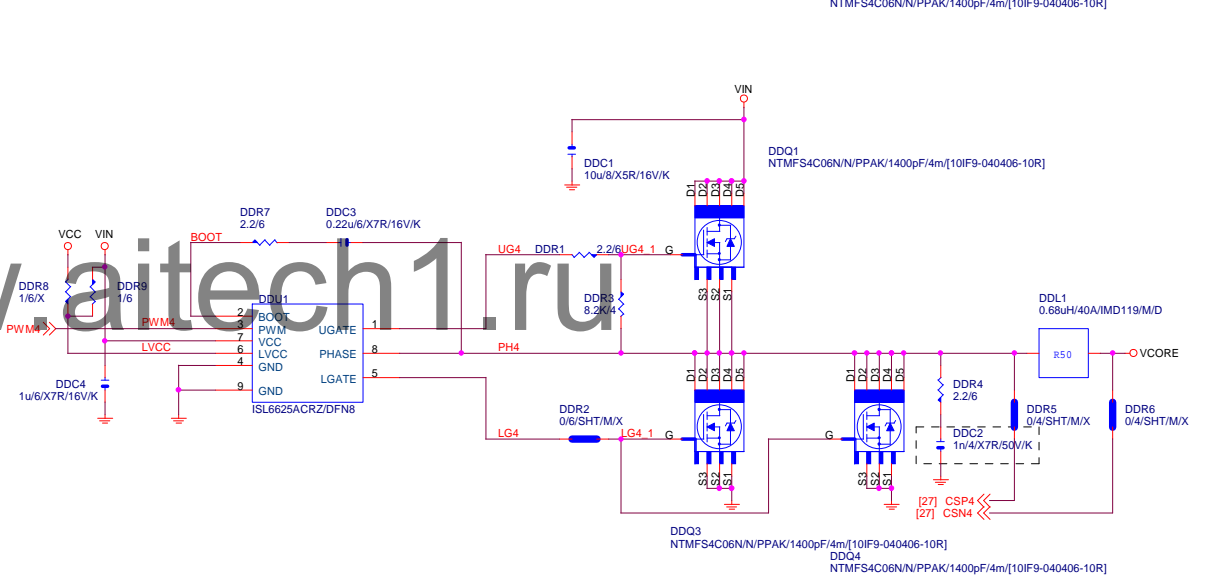 NTMFS4C06N/N/PPAK/1400pF/4m/[10IF9-040406-10R]
VIN
DDQ1
NTMFS4C06N/N/PPAK/1400pF/4m/[10IF9-040406-10R]
DDC1
10u/8/X5R/16V/K
D1 D2 D3 D4 D5
DDR7
2.2/6
DDC3
0.22u/6/X7R/16V/K
VCC VIN
BOOT
UG4 DDR1 2.2/6 UG4_1 G
www.aitech1.ru
DDR8
1/6/X
DDR9
1/6
S3 S2 S1
DDR3
8.2K/4
DDU1
DDL1
0.68uH/40A/IMD119/M/D
2 BOOT
PWM4 PWM4 3 PWM UGATE 1
7 VCC
LVCC 6 LVCC PHASE 8 PH4
R50 VCORE
4 GND
LGATE 5
9 GND
ISL6625ACRZ/DFN8
DDC4
1u/6/X7R/16V/K
D1 D2 D3 D4 D5
D1 D2 D3 D4 D5
DDR4
2.2/6
DDR2
0/6/SHT/M/X
DDR5
0/4/SHT/M/X
DDR6
0/4/SHT/M/X
LG4 LG4_1 G
G
DDC2
1n/4/X7R/50V/K
S3 S2 S1
S3 S2 S1
[27] CSP4
[27] CSN4
DDQ3
NTMFS4C06N/N/PPAK/1400pF/4m/[10IF9-040406-10R]
DDQ4
NTMFS4C06N/N/PPAK/1400pF/4m/[10IF9-040406-10R]